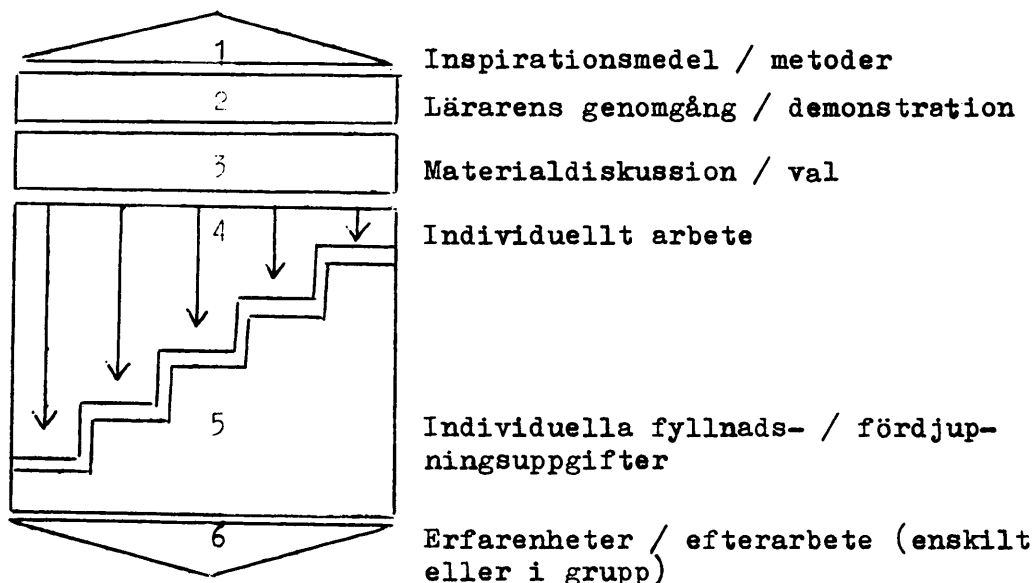 1
Inspirationsmedel / metoder
2
Lärarens genomgång / demonstration
3
Materialdiskussion / val
4
Individuellt arbete
5
Individuella fyllnads- / fördjup-
ningsuppgifter
6
Erfarenheter / efterarbete (enskilt
eller i grupp)